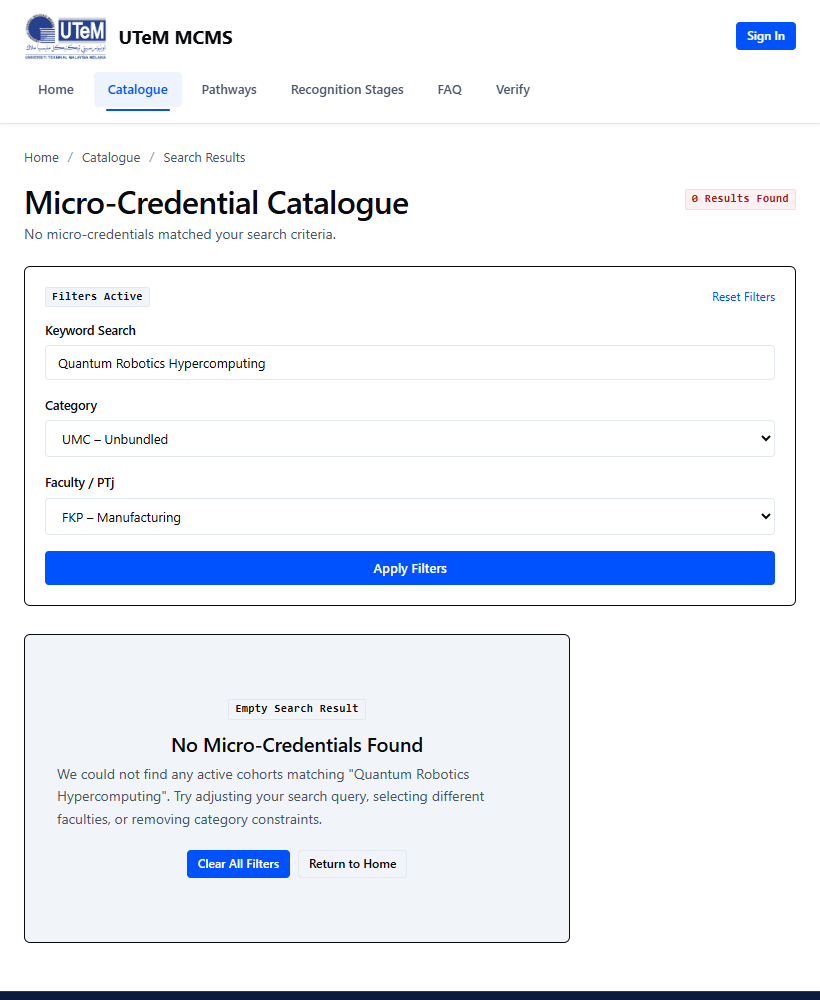 UTeM
UNIVERSITI TEKNIKAL MALAYSIA MELAKA
UTeM MCMS
Sign In
Home
Catalogue
Pathways
Recognition Stages
FAQ
Verify
Home / Catalogue / Search Results
Micro-Credential Catalogue
0 Results Found
No micro-credentials matched your search criteria.
Filters Active
Reset Filters
Keyword Search
Quantum Robotics Hypercomputing
Category
UMC – Unbundled
Faculty / PTj
FKP – Manufacturing
Apply Filters
Empty Search Result
No Micro-Credentials Found
We could not find any active cohorts matching "Quantum Robotics
Hypercomputing". Try adjusting your search query, selecting different
faculties, or removing category constraints.
Clear All Filters
Return to Home